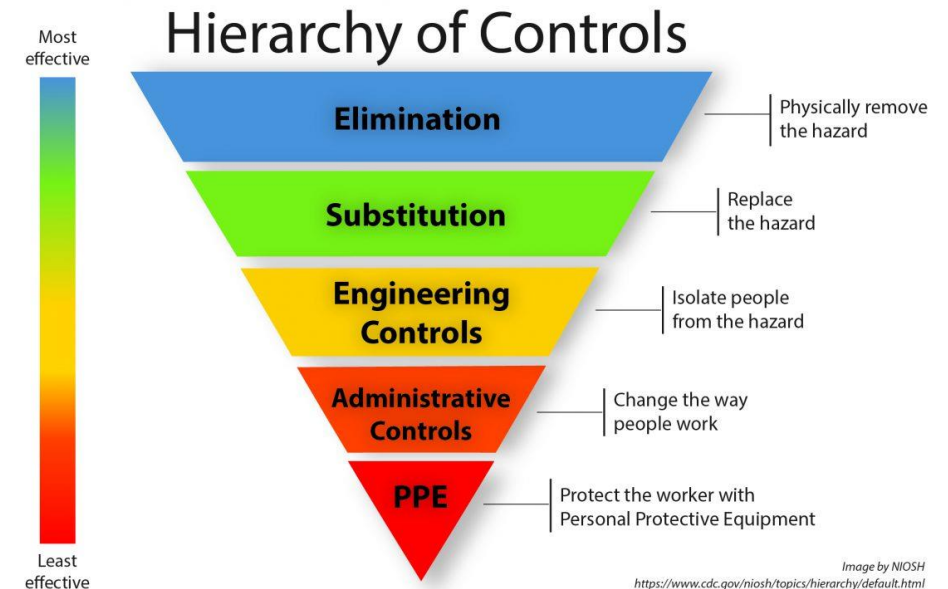 Hierarchy of Controls
Most
effective
Elimination
Physically remove
the hazard
Substitution
Replace
the hazard
Engineering
Controls
Isolate people
from the hazard
Administrative
Controls
Change the way
people work
PPE
Protect the worker with
Personal Protective Equipment
Least
effective
Image by NIOSH
https://www.cdc.gov/niosh/topics/hierarchy/default.html